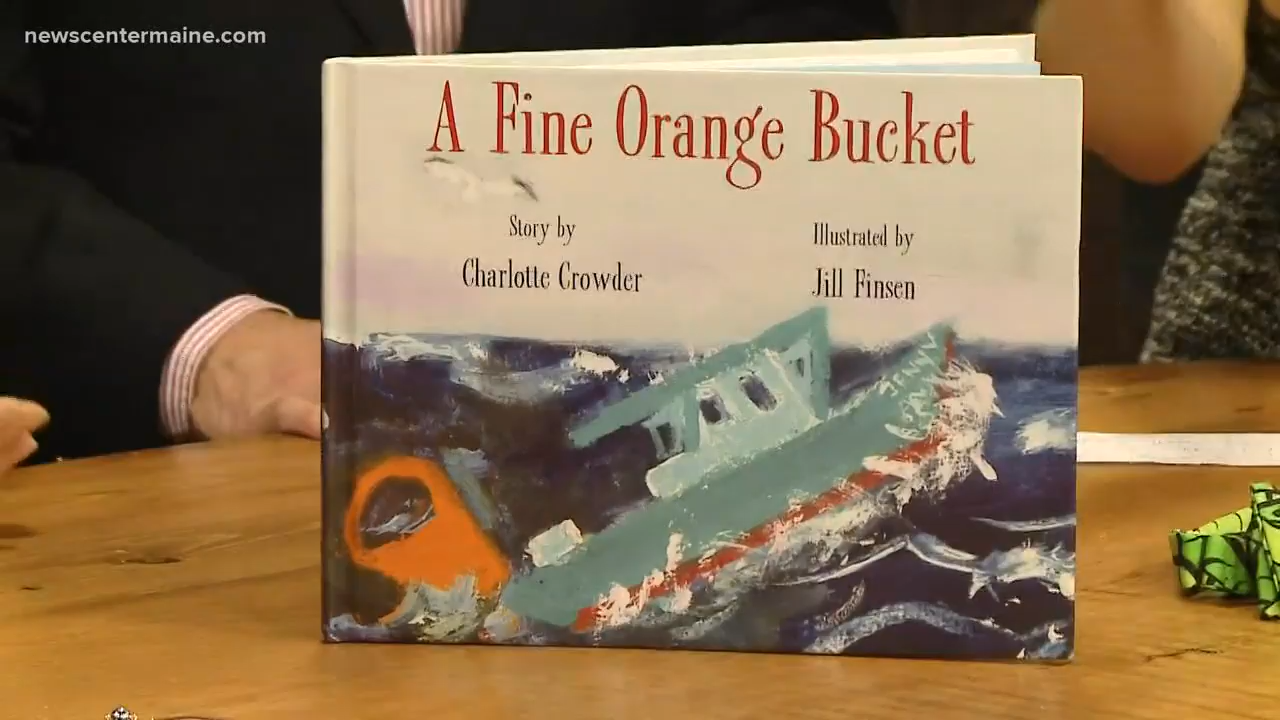 newscentermaine.com
A Fine Orange Bucket
Story by
Charlotte Crowder
Illustrated by
Jill Finsen